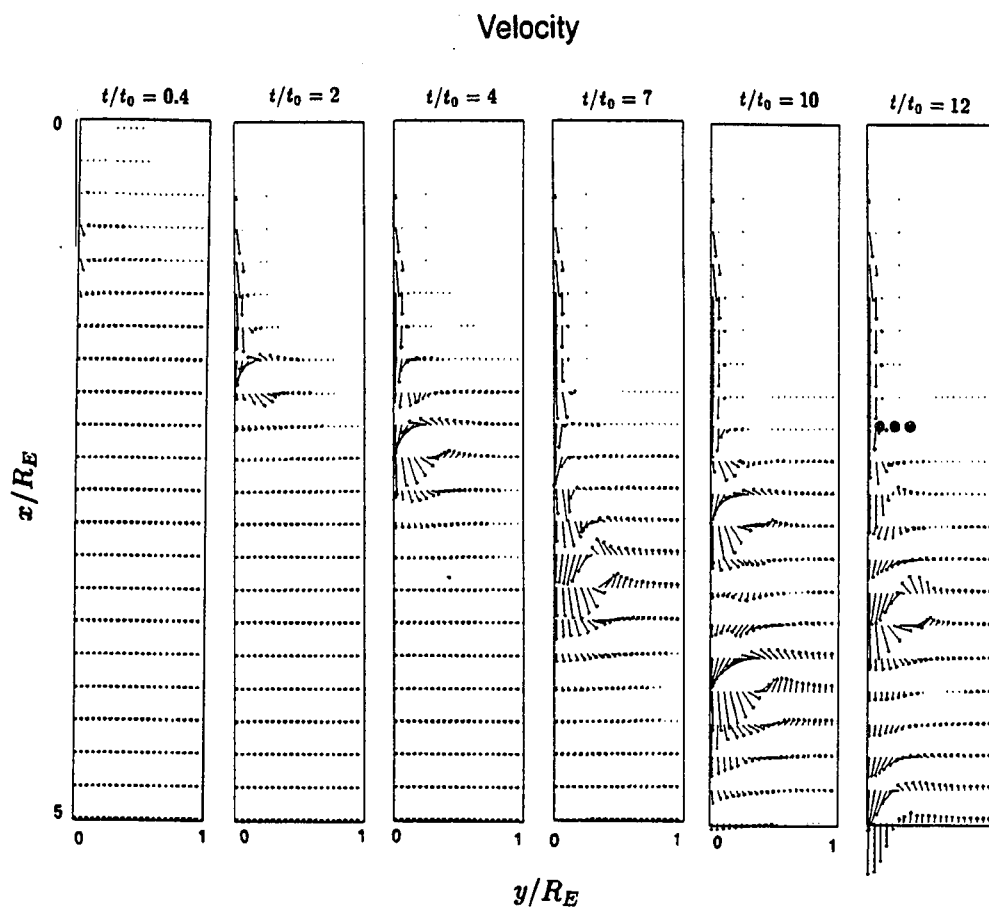 Velocity
t/t₀ = 0.4 t/t₀ = 2 t/t₀ = 4 t/t₀ = 7 t/t₀ = 10 t/t₀ = 12
0
x/R_E
5
0 1 0 1 0 1 0 1 0 1
y/R_E